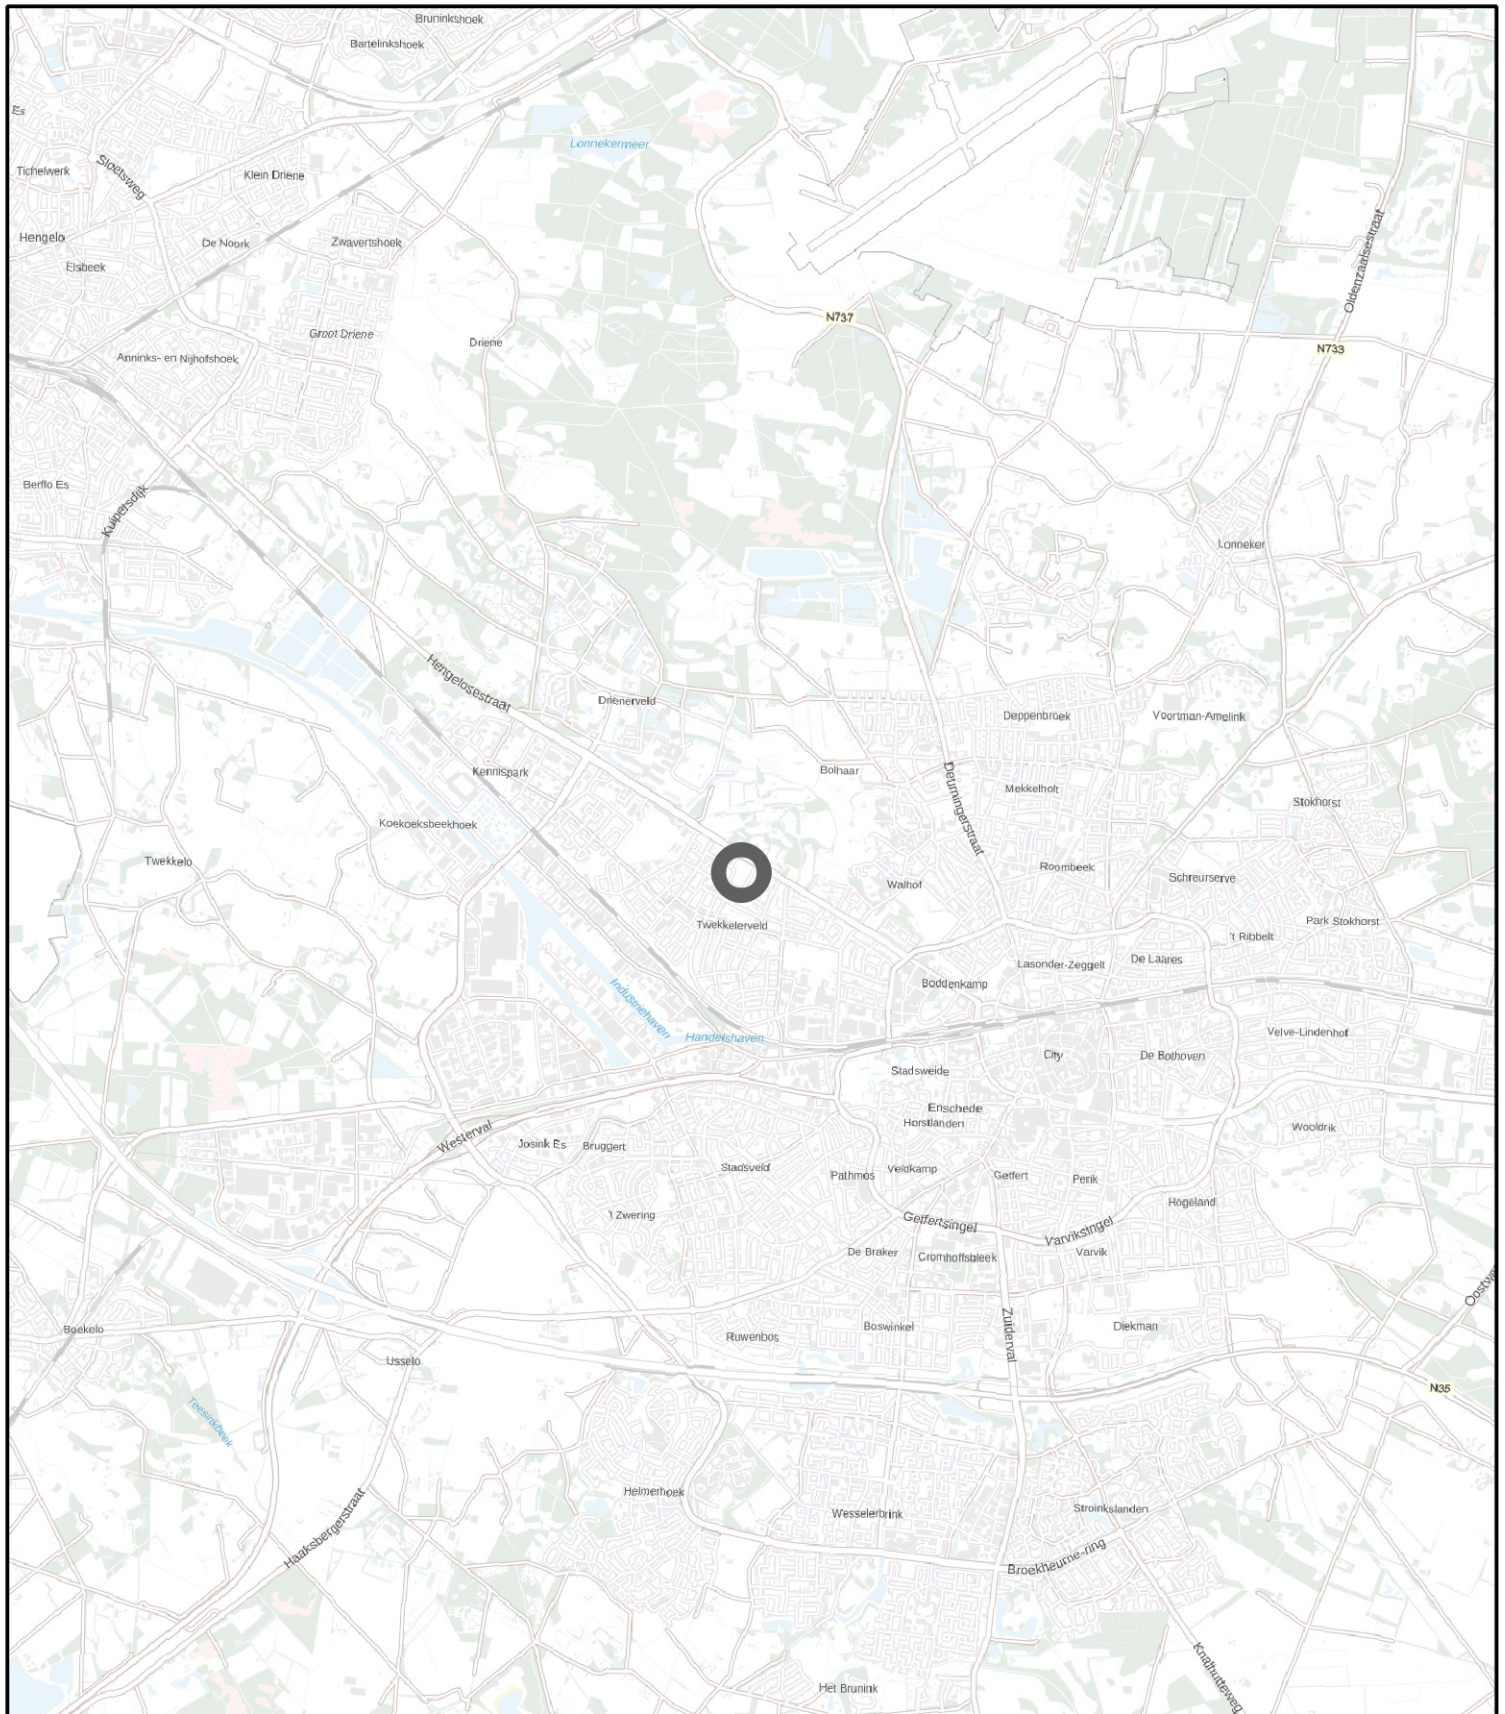 Bruninkshoek
Bartelinkshoek
Es
Lonnekermeer
Tichelwerk
Sloetsweg
Klein Driene
Hengelo
De Noork
Zwavertshoek
Elsbeek
Oldenzaalsestraat
N737
Groot Driene
Driene
N733
Anninks- en Nijhofshoek
Berflo Es
Kuipersdijk
Lonneker
Hengelosestraat
Drienerveld
Deppenbroek
Voortman-Amelink
Kennispark
Bolhaar
Deurningerstraat
Mekkelholt
Stokhorst
Koekoeksbeekhoek
Twekkelo
Roombeek
Walhof
Schreurserve
Twekkelerveld
Park Stokhorst
't Ribbelt
De Laares
Lasonder-Zeggelt
Boddenkamp
Industriehaven
Handelshaven
Velve-Lindenhof
City
De Bothoven
Stadsweide
Enschede
Horstlanden
Wooldrik
Westerval
Josink Es
Bruggert
Stadsveld
Pathmos
Veldkamp
Getfert
Perik
Hogeland
't Zwering
Getfertsingel
Varviksingel
De Braker
Cromhoffsbleek
Varvik
Oostweg
Boekelo
Ruwenbos
Boswinkel
Zuiderval
Diekman
Usselo
N35
Teesinkbeek
Helmerhoek
Wesselerbrink
Stroinkslanden
Haaksbergerstraat
Broekheurne-ring
Knalhutteweg
Het Brunink